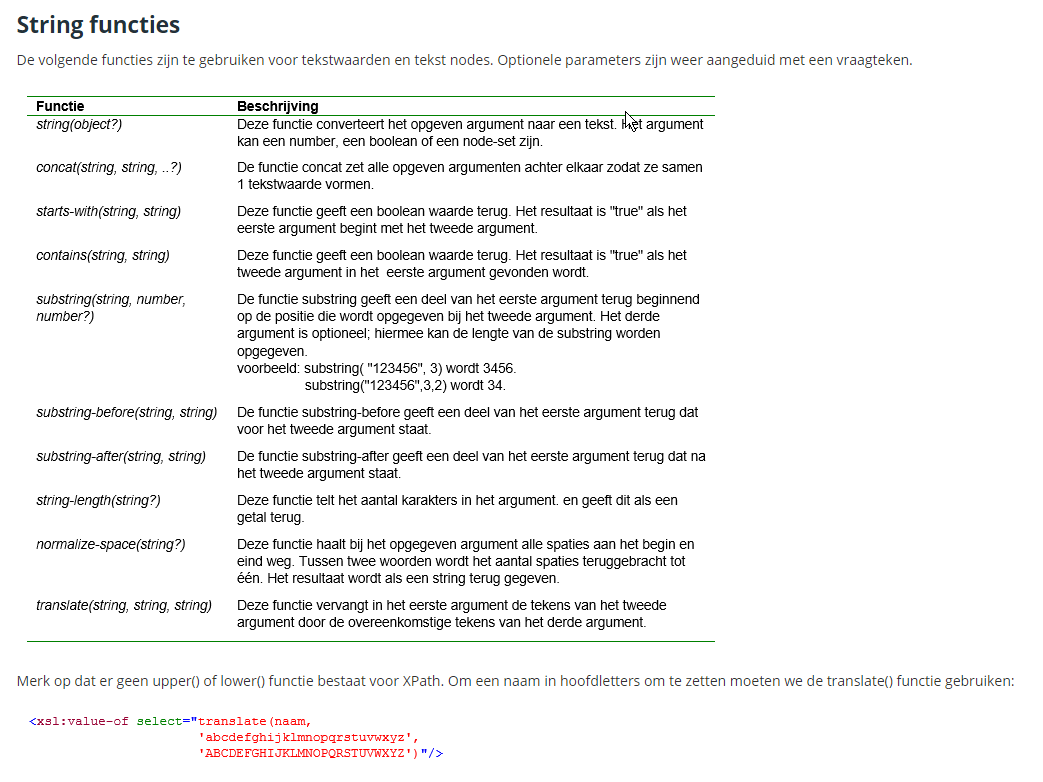 String functies
De volgende functies zijn te gebruiken voor tekstwaarden en tekst nodes. Optionele parameters zijn weer aangeduid met een vraagteken.
Functie Beschrijving
string(object?) Deze functie converteert het opgeven argument naar een tekst. Het argument
kan een number, een boolean of een node-set zijn.
concat(string, string, ..?) De functie concat zet alle opgeven argumenten achter elkaar zodat ze samen
1 tekstwaarde vormen.
starts-with(string, string) Deze functie geeft een boolean waarde terug. Het resultaat is "true" als het
eerste argument begint met het tweede argument.
contains(string, string) Deze functie geeft een boolean waarde terug. Het resultaat is "true" als het
tweede argument in het eerste argument gevonden wordt.
substring(string, number, De functie substring geeft een deel van het eerste argument terug beginnend
number?) op de positie die wordt opgegeven bij het tweede argument. Het derde
argument is optioneel; hiermee kan de lengte van de substring worden
opgegeven.
voorbeeld: substring( "123456", 3) wordt 3456.
substring("123456",3,2) wordt 34.
substring-before(string, string) De functie substring-before geeft een deel van het eerste argument terug dat
voor het tweede argument staat.
substring-after(string, string) De functie substring-after geeft een deel van het eerste argument terug dat na
het tweede argument staat.
string-length(string?) Deze functie telt het aantal karakters in het argument. en geeft dit als een
getal terug.
normalize-space(string?) Deze functie haalt bij het opgegeven argument alle spaties aan het begin en
eind weg. Tussen twee woorden wordt het aantal spaties teruggebracht tot
één. Het resultaat wordt als een string terug gegeven.
translate(string, string, string) Deze functie vervangt in het eerste argument de tekens van het tweede
argument door de overeenkomstige tekens van het derde argument.
Merk op dat er geen upper() of lower() functie bestaat voor XPath. Om een naam in hoofdletters om te zetten moeten we de translate() functie gebruiken:
<xsl:value-of select="translate(naam,
'abcdefghijklmnopqrstuvwxyz',
'ABCDEFGHIJKLMNOPQRSTUVWXYZ')"/>